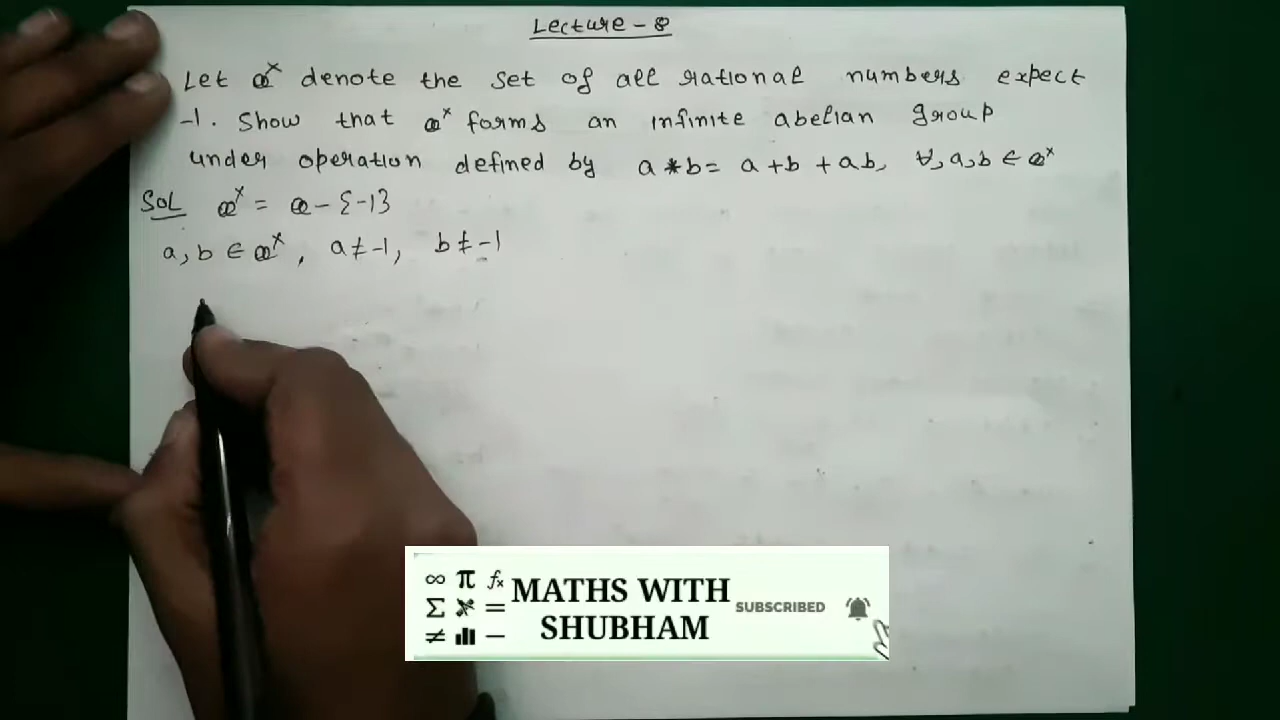 Lecture - 8
Let Q^x denote the set of all rational numbers expect
-1. Show that Q^x forms an infinite abelian group
under operation defined by a * b = a + b + ab, ∀, a, b ∈ Q^x
Sol Q^x = Q - {-1}
a, b ∈ Q^x, a ≠ -1, b ≠ -1
∞ π fx
Σ × =
≠ −
MATHS WITH
SHUBHAM
SUBSCRIBED